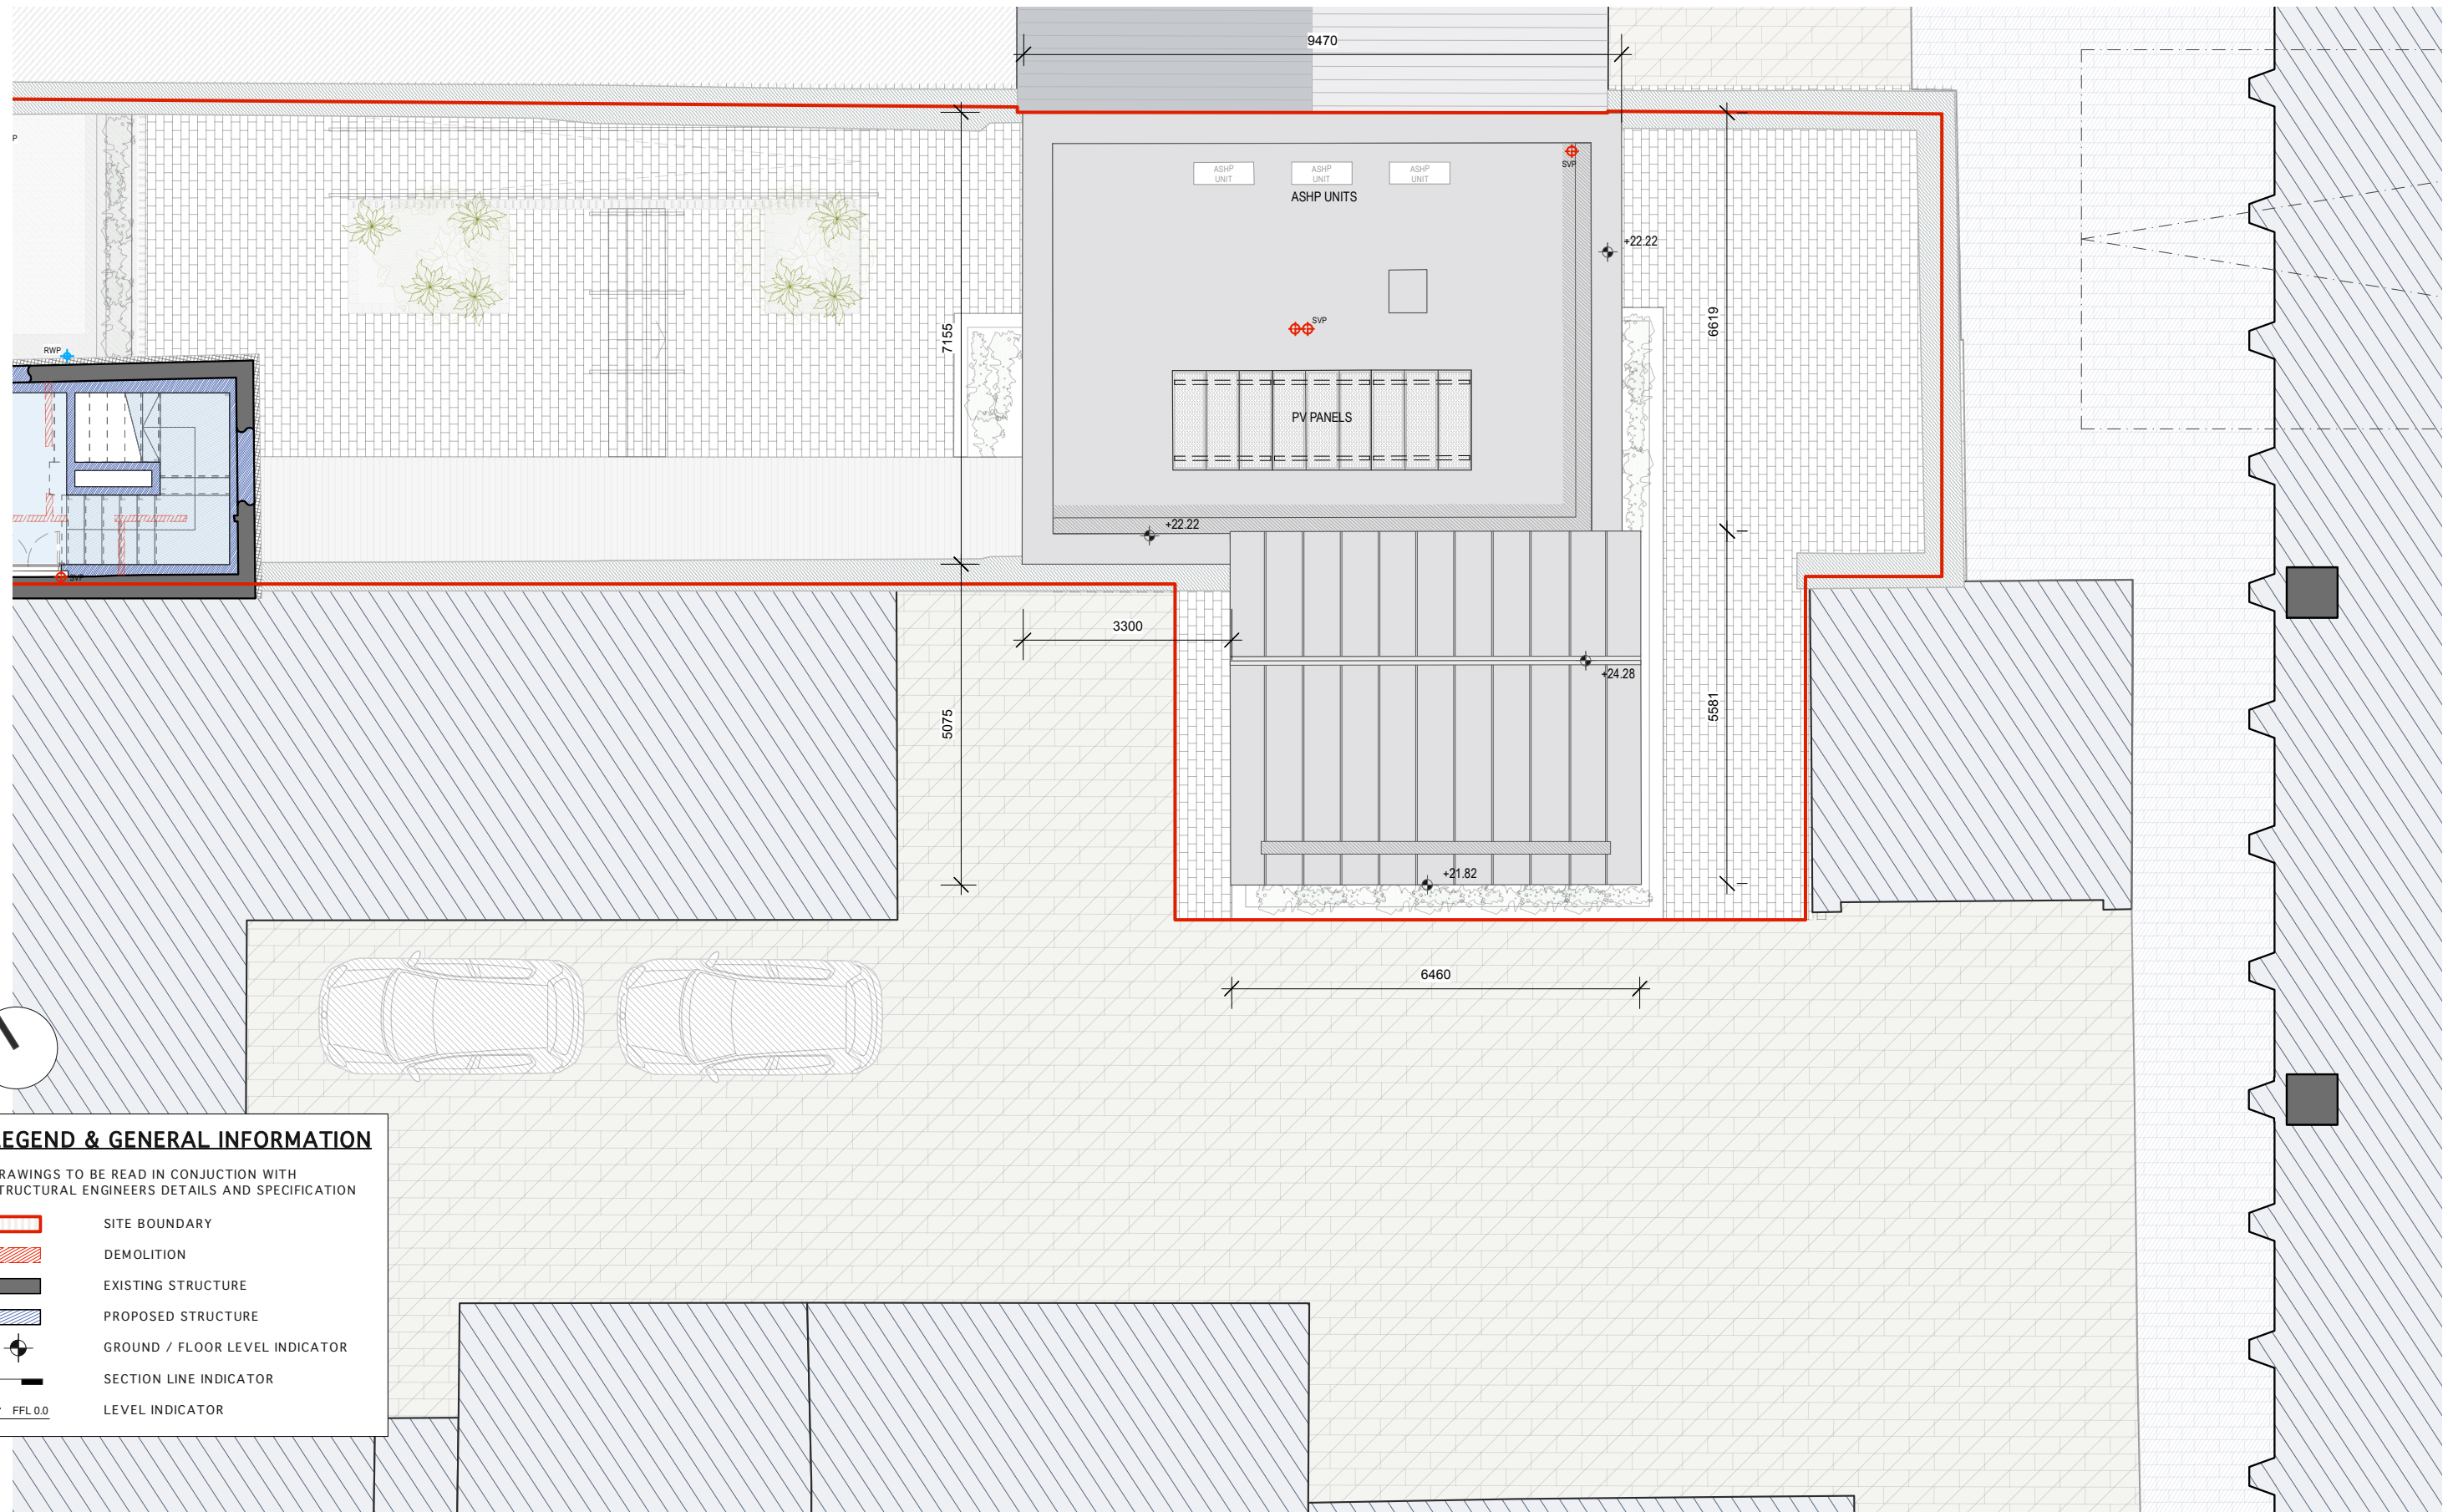 9470
P
ASHP
UNIT
ASHP
UNIT
ASHP
UNIT
SVP
ASHP UNITS
+22.22
SVP
7155
6619
RWP
PV PANELS
+22.22
SVP
3300
+24.28
5075
5581
+21.82
6460
LEGEND & GENERAL INFORMATION
RAWINGS TO BE READ IN CONJUCTION WITH
TRUCTURAL ENGINEERS DETAILS AND SPECIFICATION
SITE BOUNDARY
DEMOLITION
EXISTING STRUCTURE
PROPOSED STRUCTURE
GROUND / FLOOR LEVEL INDICATOR
SECTION LINE INDICATOR
FFL 0.0 LEVEL INDICATOR